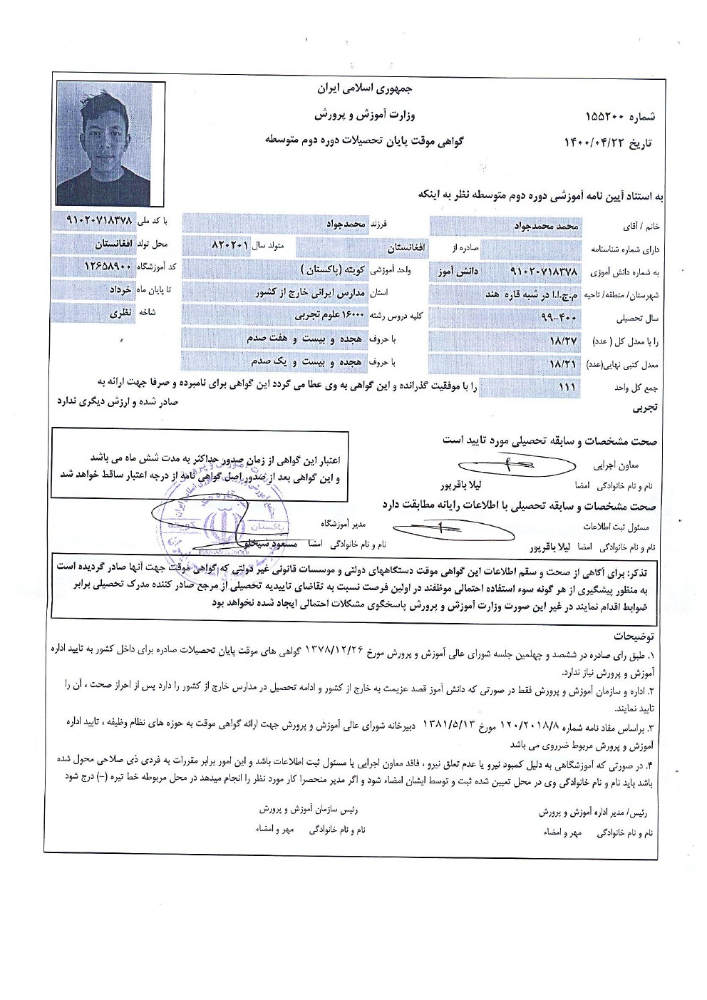 جمهوری اسلامی ایران
وزارت آموزش و پرورش
گواهی موقت پایان تحصیلات دوره دوم متوسطه
شماره ۱۵۵۲۰۰
تاریخ ۱۴۰۰/۰۴/۲۲
به استناد آیین نامه آموزشی دوره دوم متوسطه نظر به اینکه
خانم / آقای محمد محمدجواد فرزند محمدجواد با کد ملی ۹۱۰۲۰۷۱۸۳۷۸
دارای شماره شناسنامه صادره از افغانستان متولد سال ۸۲۰۲۰۱ محل تولد افغانستان
به شماره دانش آموزی ۹۱۰۲۰۷۱۸۳۷۸ دانش آموز واحد آموزشی کویته (پاکستان ) کد آموزشگاه ۱۲۶۵۸۹۰۰
شهرستان/ منطقه/ ناحیه م.ج.ا.ا در شبه قاره هند استان مدارس ایرانی خارج از کشور تا پایان ماه خرداد
سال تحصیلی ۹۹-۴۰۰ کلیه دروس رشته ۱۶۰۰۰ علوم تجربی شاخه نظری
را با معدل کل ( عدد) ۱۸/۲۷ با حروف هجده و بیست و هفت صدم
معدل کتبی نهایی(عدد) ۱۸/۲۱ با حروف هجده و بیست و یک صدم
جمع کل واحد ۱۱۱ را با موفقیت گذرانده و این گواهی به وی عطا می گردد این گواهی برای نامبرده و صرفا جهت ارائه به
تجربی صادر شده و ارزش دیگری ندارد
صحت مشخصات و سابقه تحصیلی مورد تایید است
معاون اجرایی
نام و نام خانوادگی امضا لیلا باقرپور
اعتبار این گواهی از زمان صدور حداکثر به مدت شش ماه می باشد
و این گواهی بعد از صدور اصل گواهی نامه از درجه اعتبار ساقط خواهد شد
صحت مشخصات و سابقه تحصیلی با اطلاعات رایانه مطابقت دارد
مسئول ثبت اطلاعات
نام و نام خانوادگی امضا لیلا باقرپور
مدیر آموزشگاه
نام و نام خانوادگی امضا مسعود شیخلو
پاکستان کویته
تذکر: برای آگاهی از صحت و سقم اطلاعات این گواهی موقت دستگاههای دولتی و موسسات قانونی غیر دولتی که گواهی موقت جهت آنها صادر گردیده است
به منظور پیشگیری از هر گونه سوء استفاده احتمالی موظفند در اولین فرصت نسبت به تقاضای تاییدیه تحصیلی از مرجع صادر کننده مدرک تحصیلی برابر
ضوابط اقدام نمایند در غیر این صورت وزارت آموزش و پرورش پاسخگوی مشکلات احتمالی ایجاد شده نخواهد بود
توضیحات
۱. طبق رای صادره در ششصد و چهلمین جلسه شورای عالی آموزش و پرورش مورخ ۱۳۷۸/۱۲/۲۶ گواهی های موقت پایان تحصیلات صادره برای داخل کشور به تایید اداره
آموزش و پرورش نیاز ندارد.
۲. اداره و سازمان آموزش و پرورش فقط در صورتی که دانش آموز قصد عزیمت به خارج از کشور و ادامه تحصیل در مدارس خارج از کشور را دارد پس از احراز صحت ، آن را
تایید نمایند.
۳. براساس مفاد نامه شماره ۱۲۰/۲۰۱۸/۸ مورخ ۱۳۸۱/۵/۱۳ دبیرخانه شورای عالی آموزش و پرورش جهت ارائه گواهی موقت به حوزه های نظام وظیفه ، تایید اداره
آموزش و پرورش مربوط ضرروی می باشد
۴. در صورتی که آموزشگاهی به دلیل کمبود نیرو یا عدم تعلق نیرو ، فاقد معاون اجرایی یا مسئول ثبت اطلاعات باشد و این امور برابر مقررات به فردی ذی صلاحی محول شده
باشد باید نام و نام خانوادگی وی در محل تعیین شده ثبت و توسط ایشان امضاء شود و اگر مدیر منحصرا کار مورد نظر را انجام میدهد در محل مربوطه خط تیره (–) درج شود
رئیس/ مدیر اداره آموزش و پرورش
نام و نام خانوادگی مهر و امضاء
رئیس سازمان آموزش و پرورش
نام و نام خانوادگی مهر و امضاء